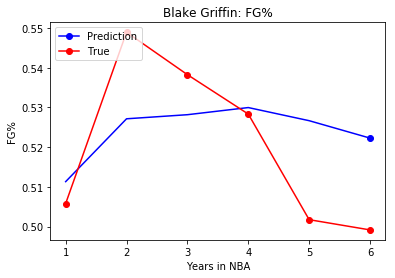 Blake Griffin: FG%
Prediction
True
0.55
0.54
0.53
0.52
0.51
0.50
FG%
1 2 3 4 5 6
Years in NBA